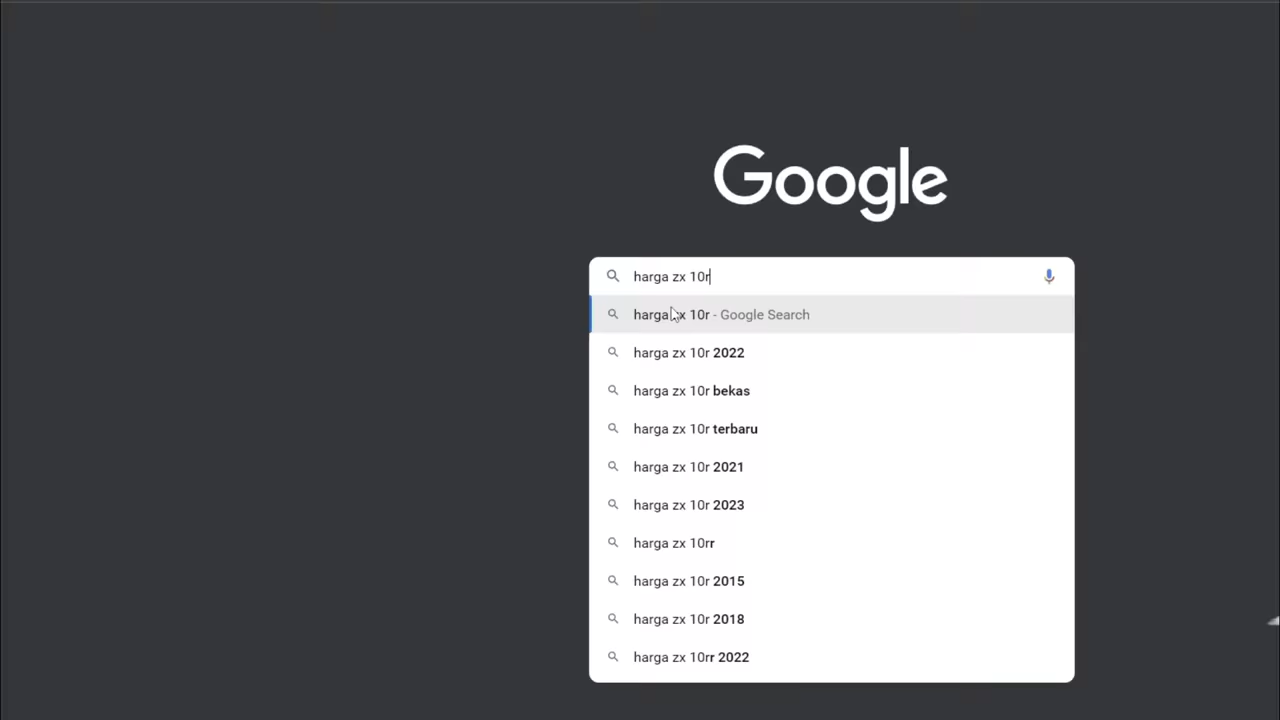 Google
harga zx 10r
harga zx 10r - Google Search
harga zx 10r 2022
harga zx 10r bekas
harga zx 10r terbaru
harga zx 10r 2021
harga zx 10r 2023
harga zx 10rr
harga zx 10r 2015
harga zx 10r 2018
harga zx 10rr 2022